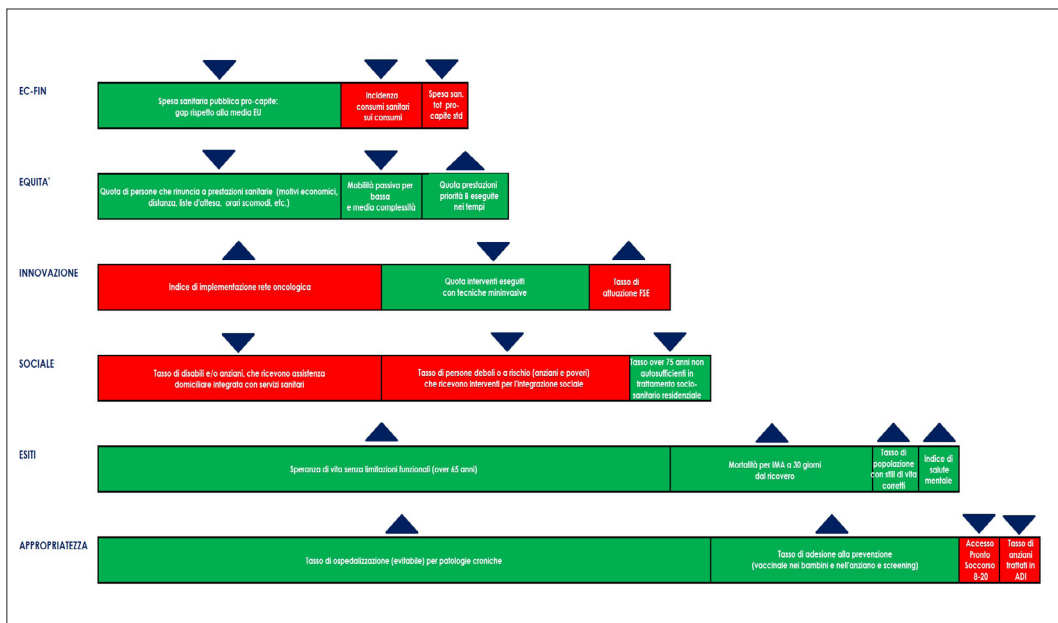 EC-FIN
Spesa sanitaria pubblica pro-capite:
gap rispetto alla media EU
Incidenza
consumi sanitari
sui consumi
Spesa san.
tot pro-
capite std
EQUITA'
Quota di persone che rinuncia a prestazioni sanitarie (motivi economici,
distanza, liste d'attesa, orari scomodi, etc.)
Mobilità passiva per
bassa
e media complessità
Quota prestazioni
priorità B eseguite
nei tempi
INNOVAZIONE
Indice di implementazione rete oncologica
Quota interventi eseguiti
con tecniche mininvasive
Tasso di
attuazione FSE
SOCIALE
Tasso di disabili e/o anziani, che ricevono assistenza
domiciliare integrata con servizi sanitari
Tasso di persone deboli o a rischio (anziani e poveri)
che ricevono interventi per l'integrazione sociale
Tasso over 75 anni non
autosufficienti in
trattamento socio-
sanitario residenziale
ESITI
Speranza di vita senza limitazioni funzionali (over 65 anni)
Mortalità per IMA a 30 giorni
dal ricovero
Tasso di
popolazione
con stili di vita
corretti
Indice di
salute
mentale
APPROPRIATEZZA
Tasso di ospedalizzazione (evitabile) per patologie croniche
Tasso di adesione alla prevenzione
(vaccinale nei bambini e nell'anziano e screening)
Accesso
Pronto
Soccorso
8-20
Tasso di
anziani
trattati in
ADI